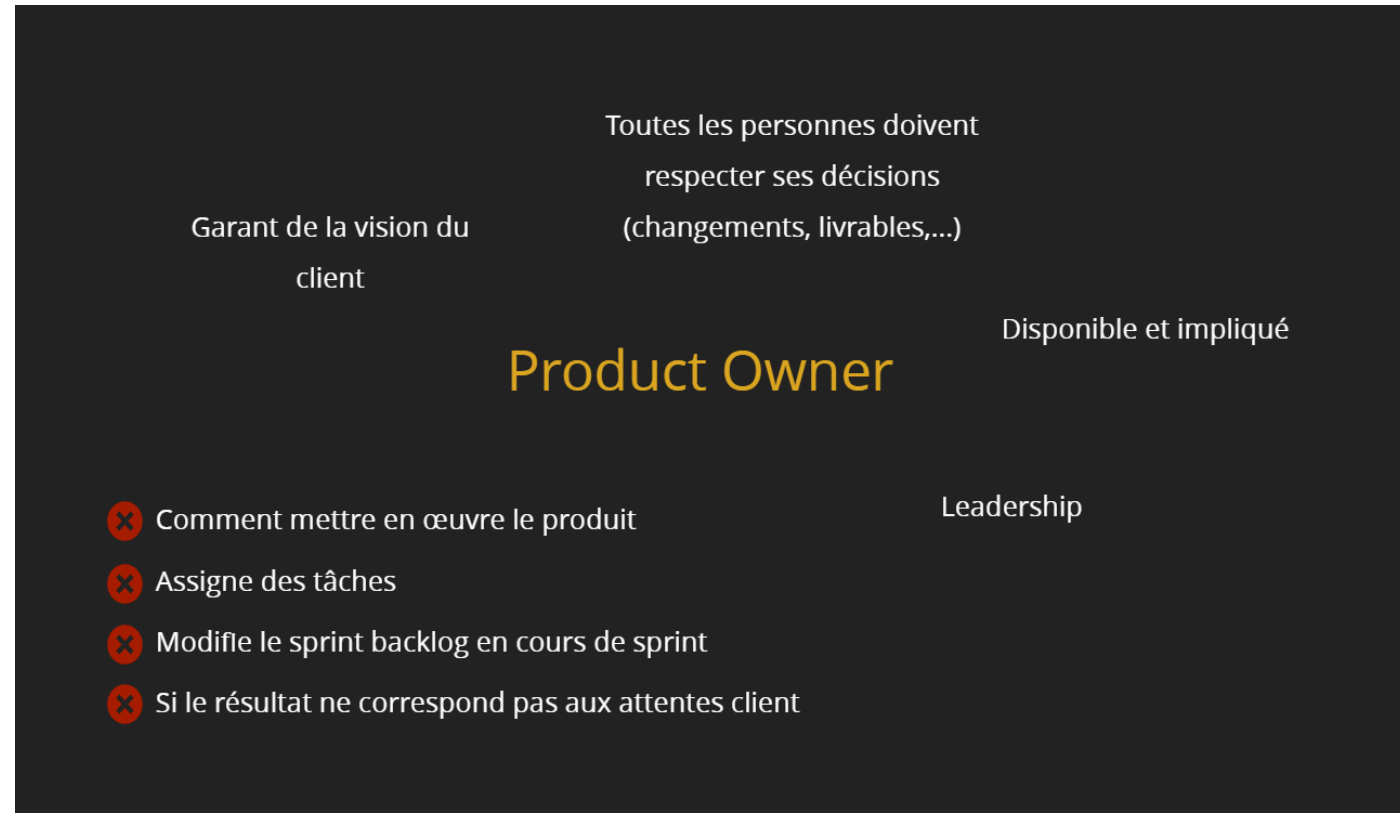 Toutes les personnes doivent
respecter ses décisions
(changements, livrables,...)
Garant de la vision du
client
Disponible et impliqué
Product Owner
Leadership
Comment mettre en œuvre le produit
Assigne des tâches
Modifie le sprint backlog en cours de sprint
Si le résultat ne correspond pas aux attentes client